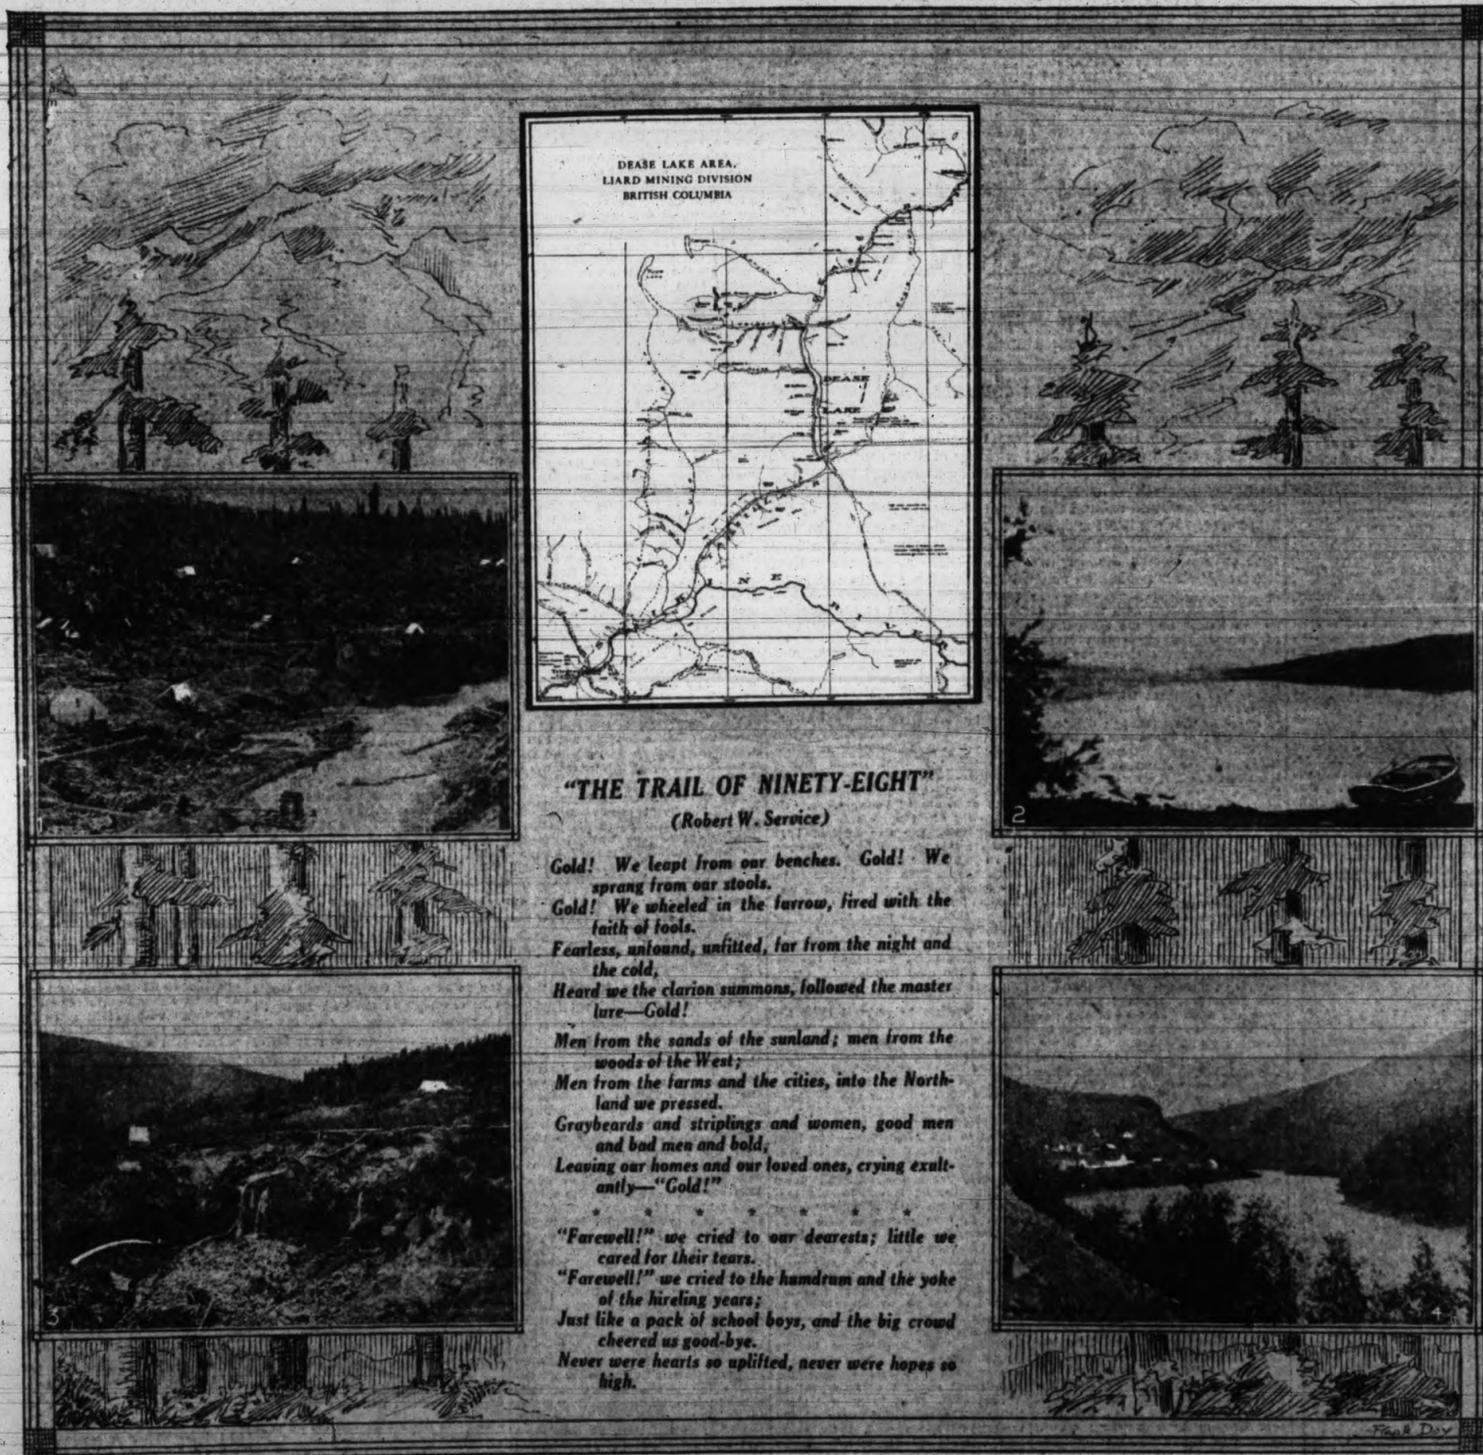 DEASE LAKE AREA,
LIARD MINING DIVISION
BRITISH COLUMBIA
DEASE
LAKE
N E
R I V E
"THE TRAIL OF NINETY-EIGHT"
(Robert W. Service)
Gold! We leapt from our benches. Gold! We
sprang from our stools.
Gold! We wheeled in the furrow, fired with the
faith of fools.
Fearless, unfound, unfitted, far from the night and
the cold,
Heard we the clarion summons, followed the master
lure—Gold!
Men from the sands of the sunland; men from the
woods of the West;
Men from the farms and the cities, into the North-
land we pressed.
Graybeards and striplings and women, good men
and bad men and bold,
Leaving our homes and our loved ones, crying exult-
antly—"Gold!"
* * * * * * *
"Farewell!" we cried to our dearests; little we
cared for their tears.
"Farewell!" we cried to the humdrum and the yoke
of the hireling years;
Just like a pack of school boys, and the big crowd
cheered us good-bye.
Never were hearts so uplifted, never were hopes so
high.
1
2
3
4
Frank Doy